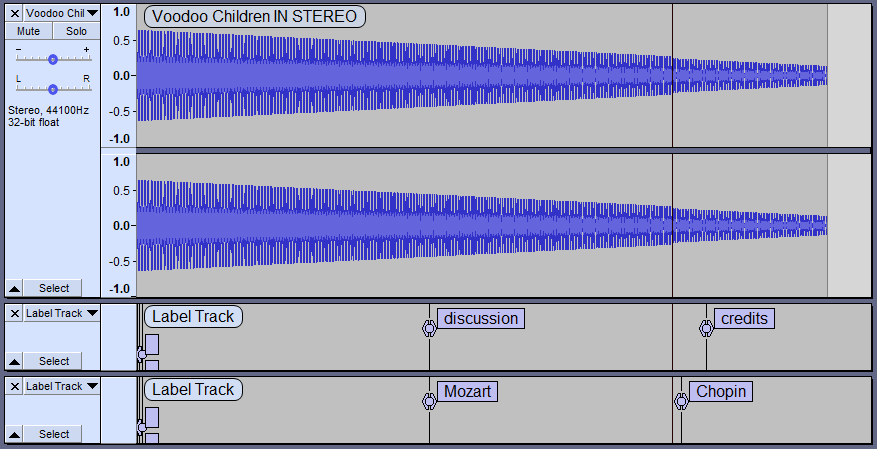 Voodoo Chil
Voodoo Children IN STEREO
Mute Solo
- +
L R
Stereo, 44100Hz
32-bit float
Select
1.0
0.5-
0.0-
-0.5-
-1.0
1.0
0.5-
0.0-
-0.5-
-1.0
Label Track
Select
Label Track
discussion
credits
Label Track
Select
Label Track
Mozart
Chopin